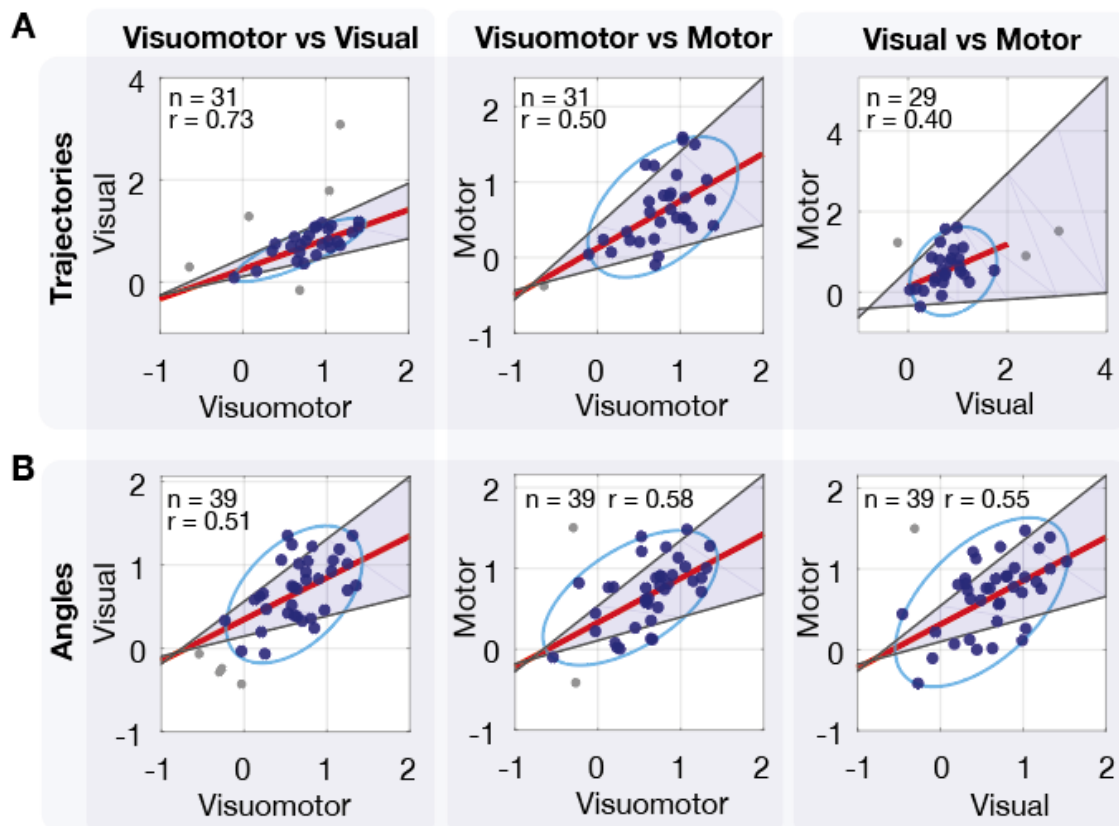 A
Visuomotor vs Visual
Visuomotor vs Motor
Visual vs Motor
Trajectories
n = 31
r = 0.73
Visual
4
2
0
-1 0 1 2
Visuomotor
n = 31
r = 0.50
Motor
2
1
0
-1
-1 0 1 2
Visuomotor
n = 29
r = 0.40
Motor
4
2
0
0 2 4
Visual
B
Angles
n = 39
r = 0.51
Visual
2
1
0
-1
-1 0 1 2
Visuomotor
n = 39 r = 0.58
Motor
2
1
0
-1
-1 0 1 2
Visuomotor
n = 39 r = 0.55
Motor
2
1
0
-1
-1 0 1 2
Visual